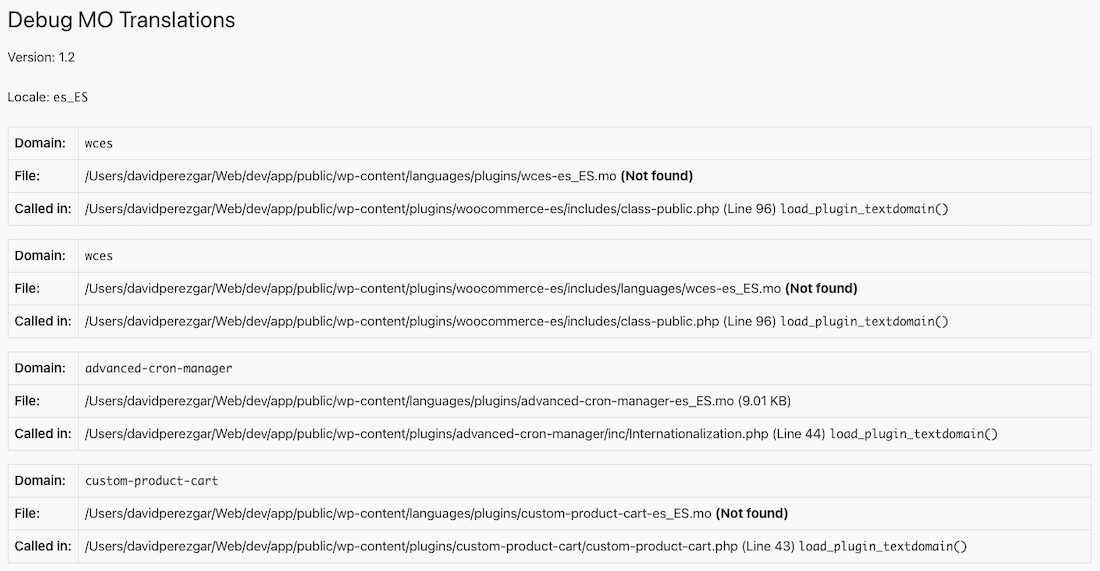 Debug MO Translations
Version: 1.2
Locale: es_ES
Domain: wces
File: /Users/davidperezgar/Web/dev/app/public/wp-content/languages/plugins/wces-es_ES.mo (Not found)
Called in: /Users/davidperezgar/Web/dev/app/public/wp-content/plugins/woocommerce-es/includes/class-public.php (Line 96) load_plugin_textdomain()
Domain: wces
File: /Users/davidperezgar/Web/dev/app/public/wp-content/plugins/woocommerce-es/includes/languages/wces-es_ES.mo (Not found)
Called in: /Users/davidperezgar/Web/dev/app/public/wp-content/plugins/woocommerce-es/includes/class-public.php (Line 96) load_plugin_textdomain()
Domain: advanced-cron-manager
File: /Users/davidperezgar/Web/dev/app/public/wp-content/languages/plugins/advanced-cron-manager-es_ES.mo (9.01 KB)
Called in: /Users/davidperezgar/Web/dev/app/public/wp-content/plugins/advanced-cron-manager/inc/Internationalization.php (Line 44) load_plugin_textdomain()
Domain: custom-product-cart
File: /Users/davidperezgar/Web/dev/app/public/wp-content/languages/plugins/custom-product-cart-es_ES.mo (Not found)
Called in: /Users/davidperezgar/Web/dev/app/public/wp-content/plugins/custom-product-cart/custom-product-cart.php (Line 43) load_plugin_textdomain()